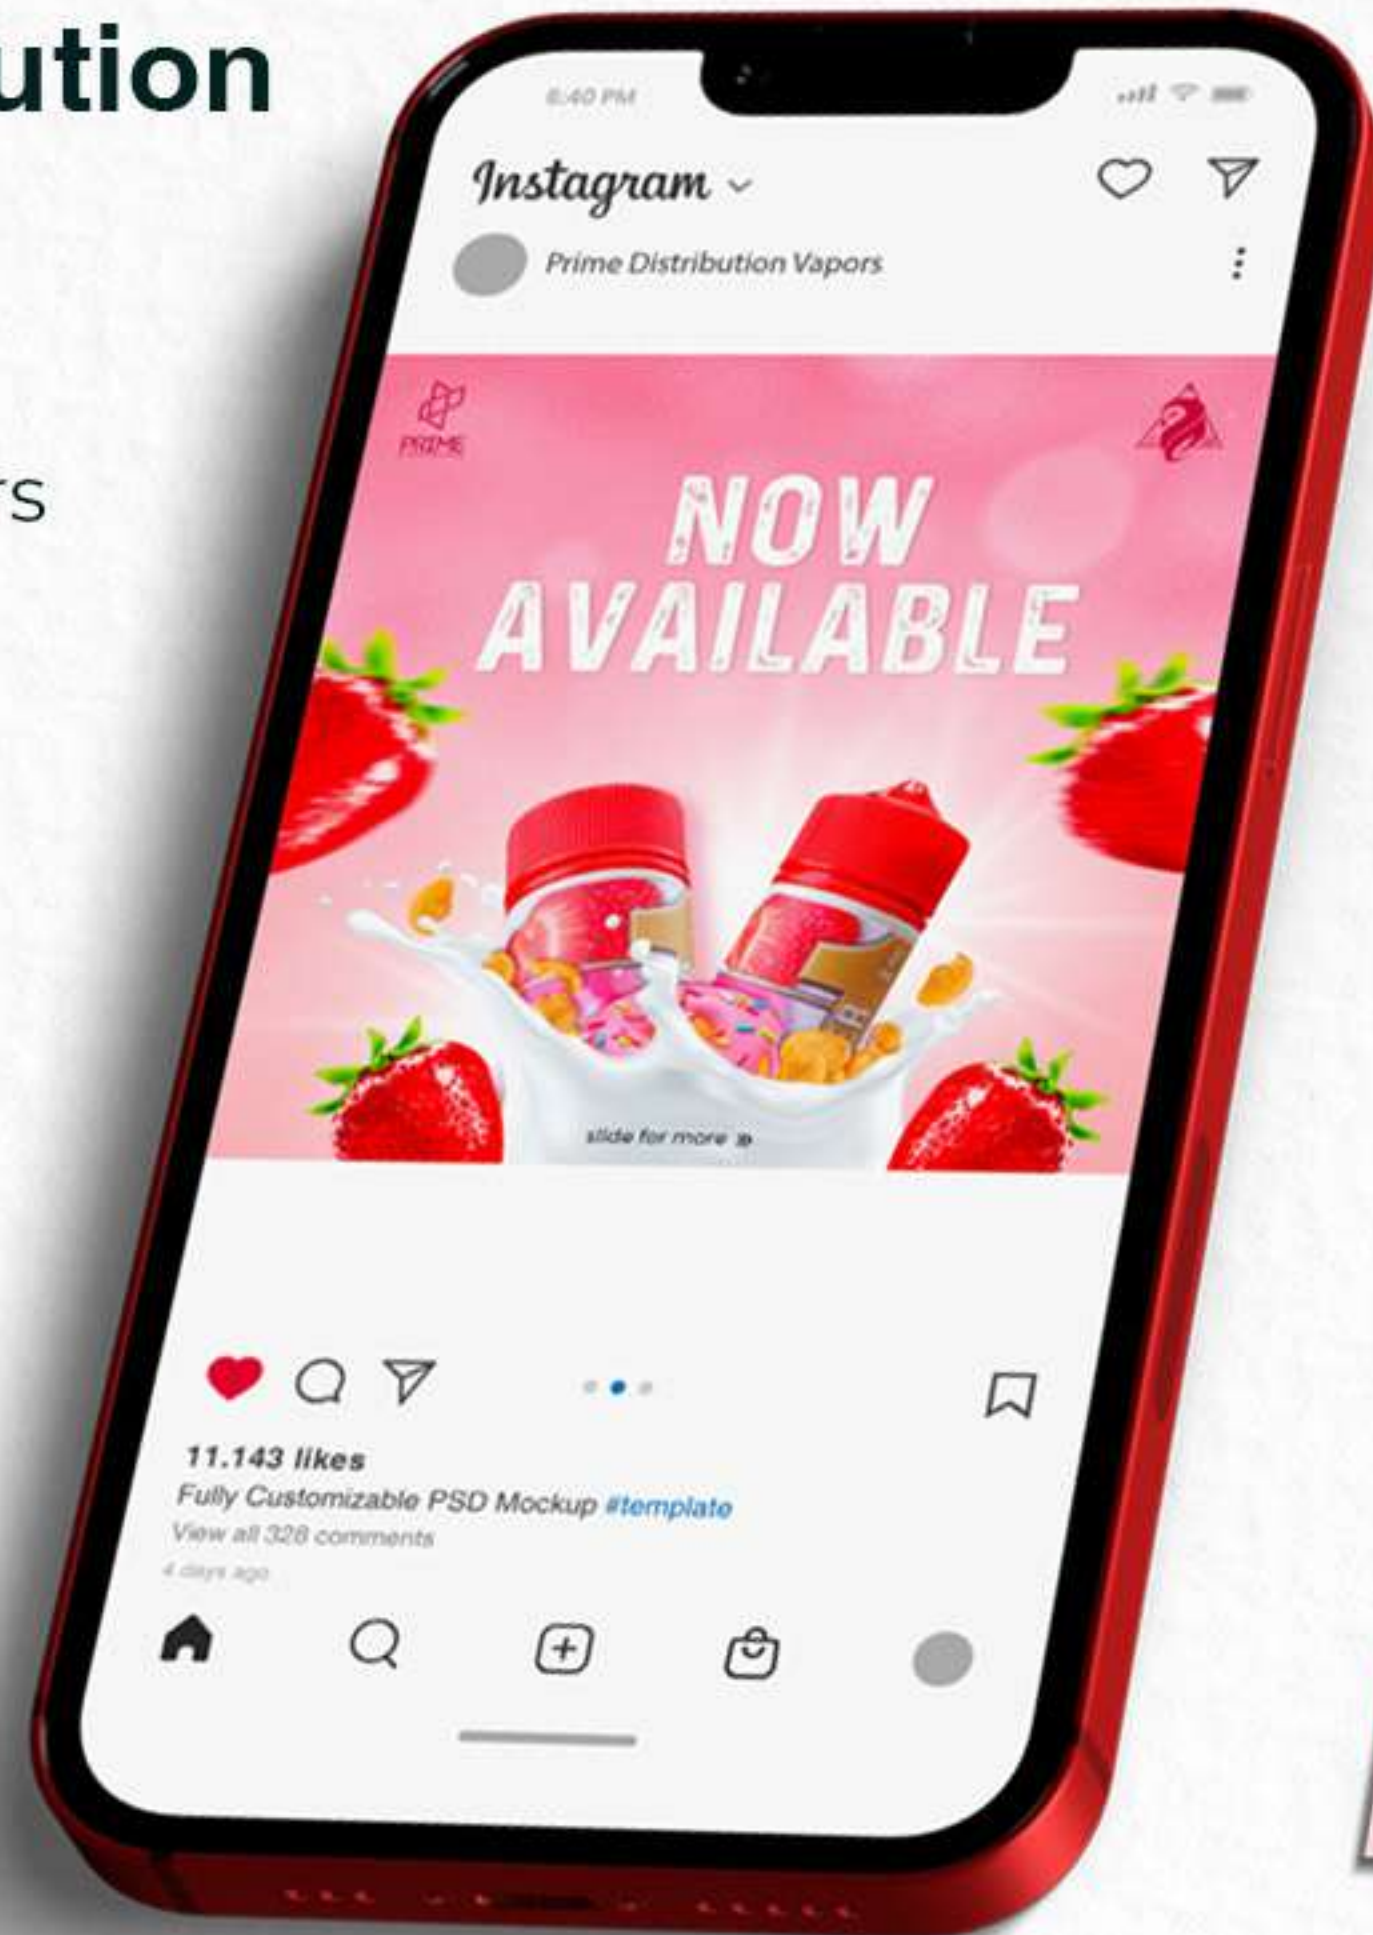 ution
rs
6:40 PM
Instagram
Prime Distribution Vapors
PRIME
NOW
AVAILABLE
slide for more »
11.143 likes
Fully Customizable PSD Mockup #template
View all 328 comments
4 days ago